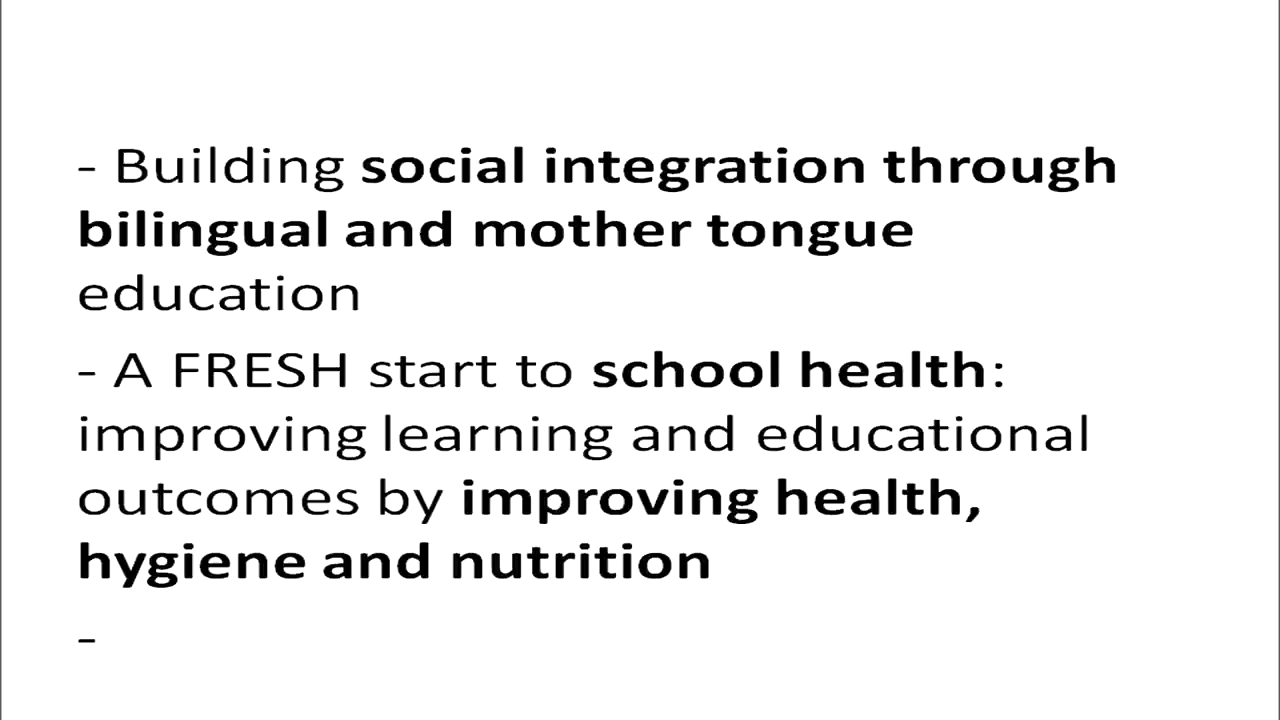 - Building social integration through
bilingual and mother tongue
education
- A FRESH start to school health:
improving learning and educational
outcomes by improving health,
hygiene and nutrition
-